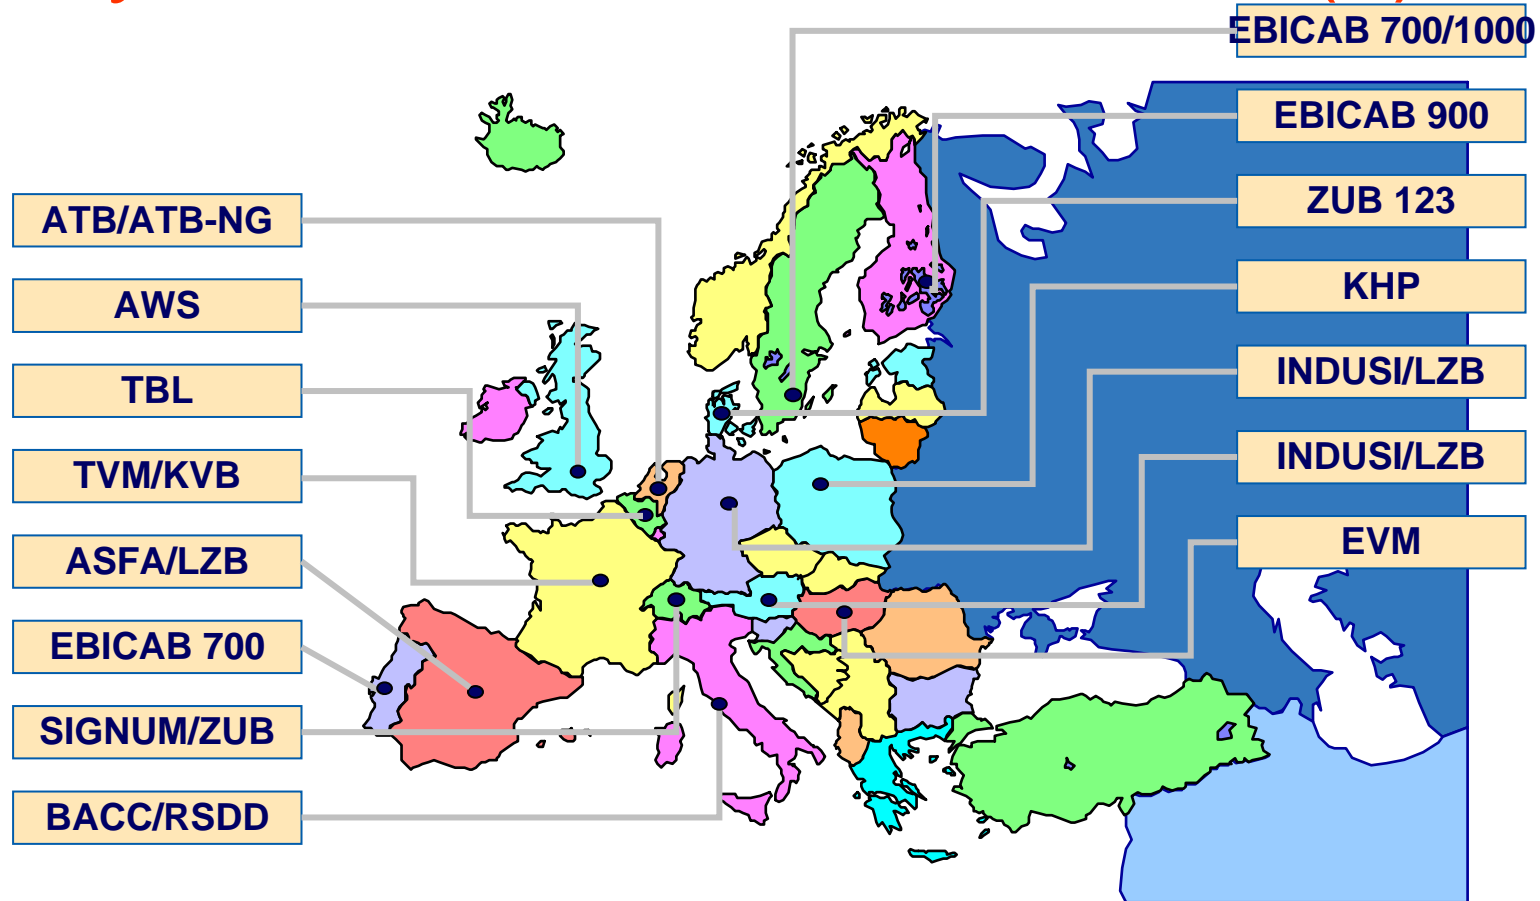 EBICAB 700/1000
EBICAB 900
ZUB 123
KHP
INDUSI/LZB
INDUSI/LZB
EVM
ATB/ATB-NG
AWS
TBL
TVM/KVB
ASFA/LZB
EBICAB 700
SIGNUM/ZUB
BACC/RSDD